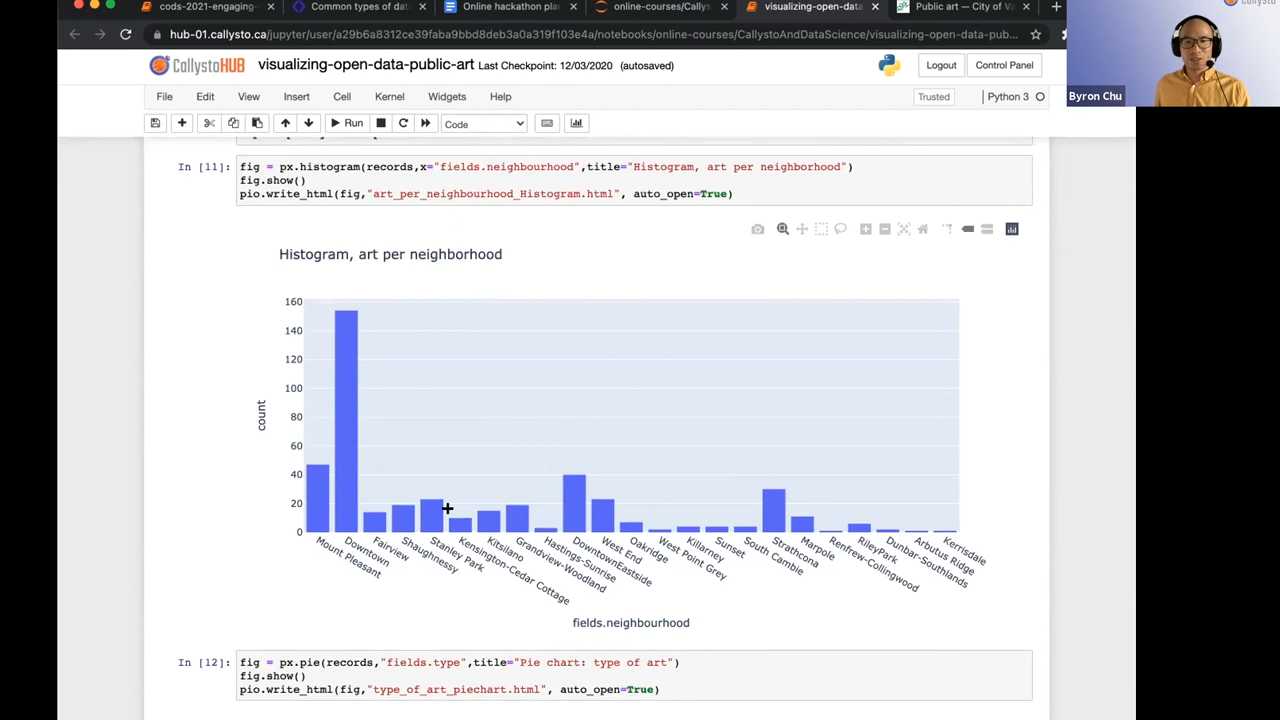 cods-2021-engaging-
Common types of dat
Online hackathon pla
online-courses/Callys
visualizing-open-data
Public art – City of Va
Callysto
hub-01.callysto.ca/jupyter/user/a29b6a8312ce39faba9bbd8deb3a0a319f103e4a/notebooks/online-courses/CallystoAndDataScience/visualizing-open-data-pub...
CallystoHUB visualizing-open-data-public-art Last Checkpoint: 12/03/2020 (autosaved)
Logout
Control Panel
Byron Chu
File Edit View Insert Cell Kernel Widgets Help
Trusted
Python 3
Run
Code
In [11]:
fig = px.histogram(records,x="fields.neighbourhood",title="Histogram, art per neighborhood")
fig.show()
pio.write_html(fig,"art_per_neighbourhood_Histogram.html", auto_open=True)
Histogram, art per neighborhood
160
140
120
100
80
60
40
20
0
count
Mount Pleasant
Downtown
Fairview
Shaughnessy
Stanley Park
Kensington-Cedar Cottage
Kitsilano
Grandview-Woodland
Hastings-Sunrise
DowntownEastside
West End
Oakridge
West Point Grey
Killarney
Sunset
South Cambie
Strathcona
Marpole
Renfrew-Collingwood
RileyPark
Dunbar-Southlands
Arbutus Ridge
Kerrisdale
fields.neighbourhood
In [12]:
fig = px.pie(records,"fields.type",title="Pie chart: type of art")
fig.show()
pio.write_html(fig,"type_of_art_piechart.html", auto_open=True)